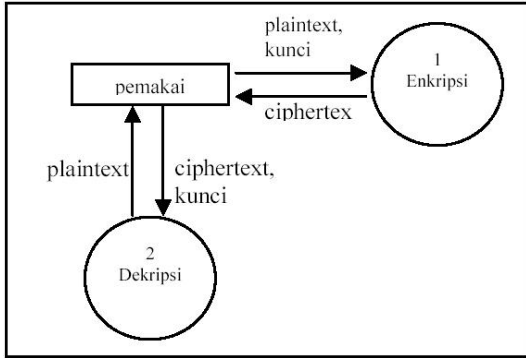 plaintext,
kunci
1
Enkripsi
pemakai
ciphertex
plaintext
ciphertext,
kunci
2
Dekripsi